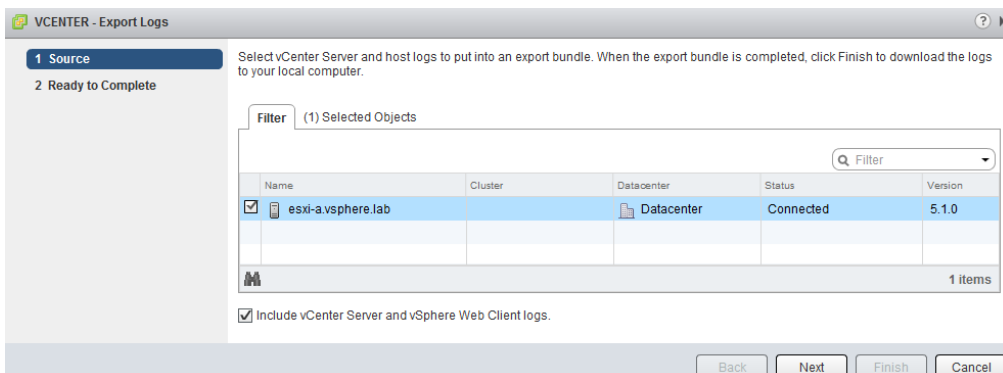 VCENTER - Export Logs
?
1 Source
2 Ready to Complete
Select vCenter Server and host logs to put into an export bundle. When the export bundle is completed, click Finish to download the logs
to your local computer.
Filter (1) Selected Objects
Filter
Name Cluster Datacenter Status Version
esxi-a.vsphere.lab Datacenter Connected 5.1.0
1 items
Include vCenter Server and vSphere Web Client logs.
Back Next Finish Cancel